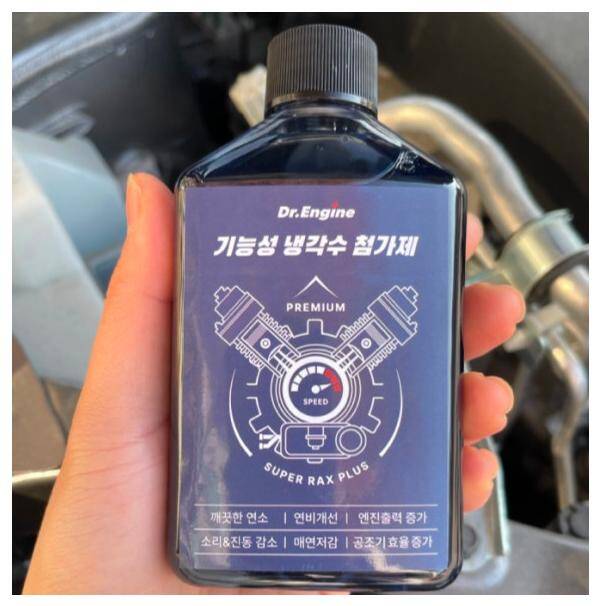 Dr.Engine
기능성 냉각수 첨가제
PREMIUM
SPEED
SUPER RAX PLUS
깨끗한 연소 | 연비개선 | 엔진출력 증가
소리&진동 감소 | 매연저감 | 공조기 효율 증가